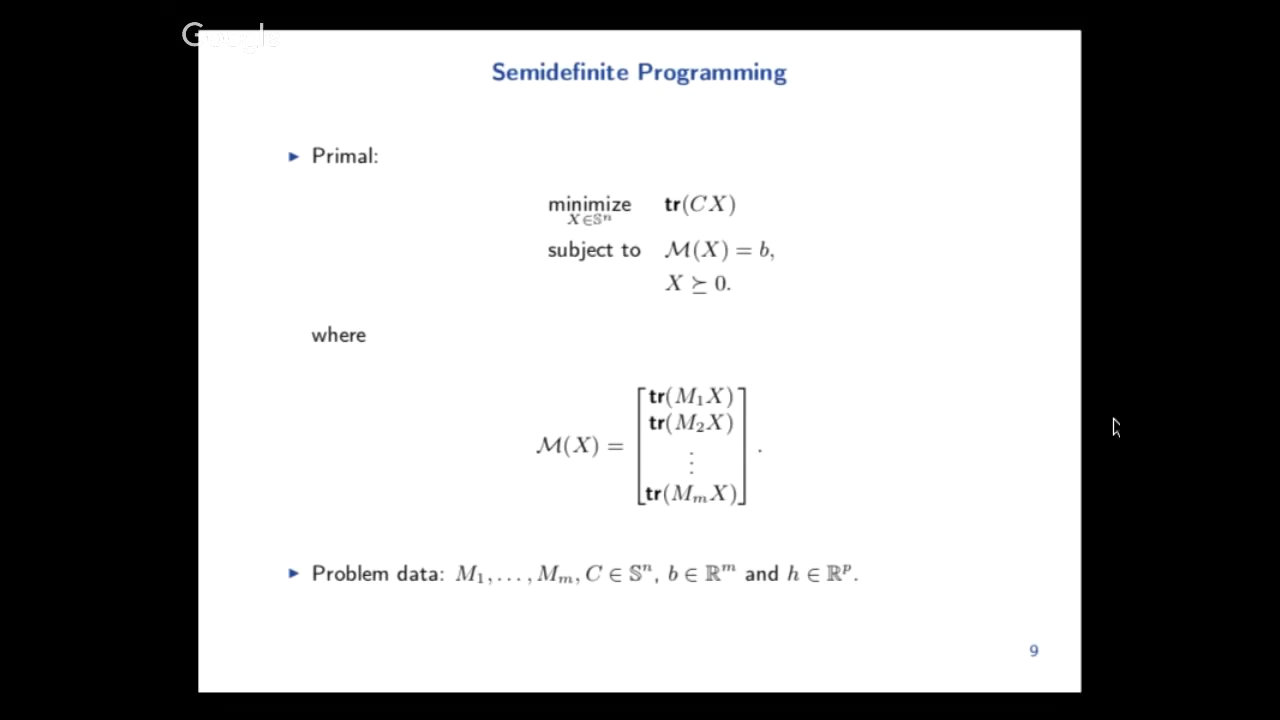 Google
Semidefinite Programming
▶ Primal:
minimize tr(CX)
X∈𝕊ⁿ
subject to ℳ(X) = b,
X ⪰ 0.
where
ℳ(X) = [tr(M₁X)
tr(M₂X)
⋮
tr(MₘX)] .
▶ Problem data: M₁, . . . , Mₘ, C ∈ 𝕊ⁿ, b ∈ ℝᵐ and h ∈ ℝᵖ.
9